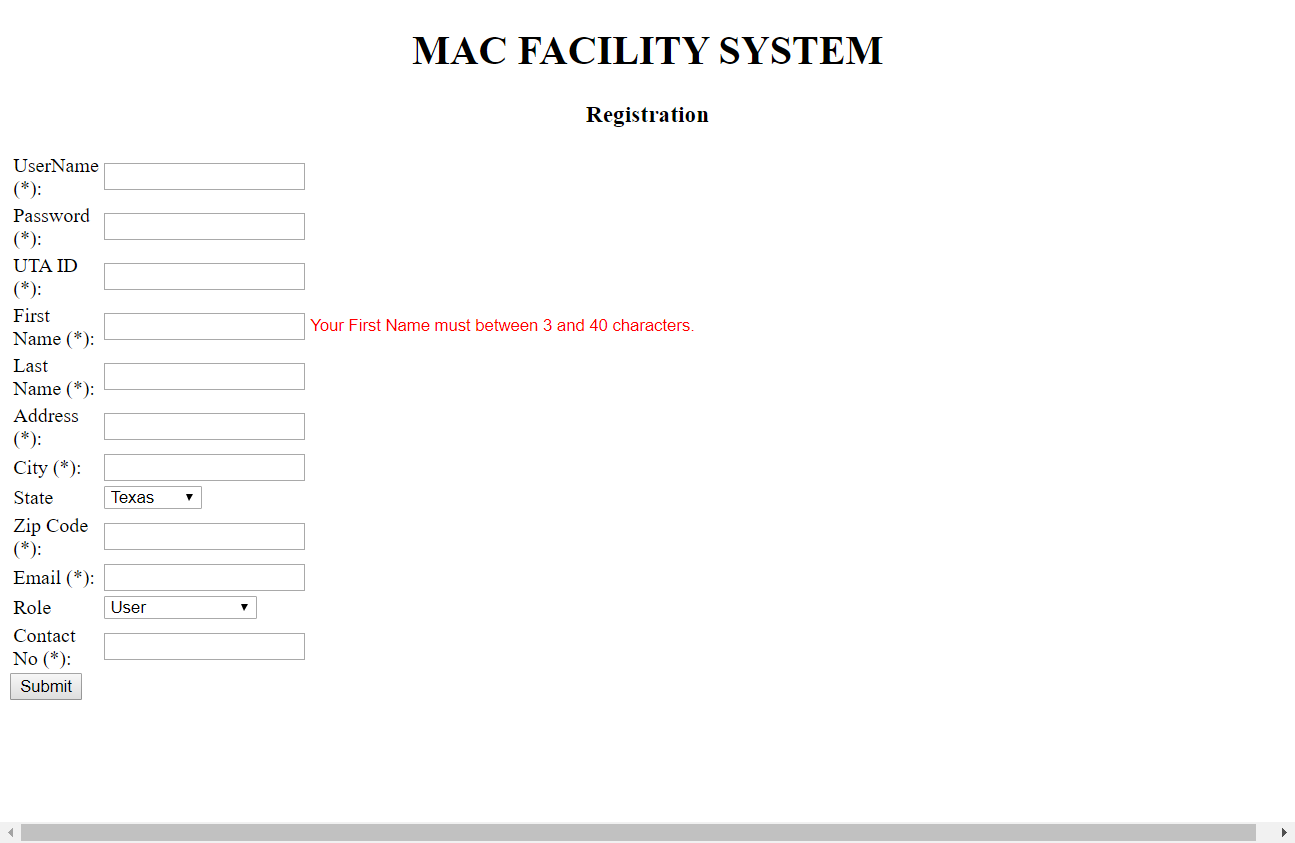 MAC FACILITY SYSTEM
Registration
UserName
(*):
Password
(*):
UTA ID
(*):
First
Name (*):
Your First Name must between 3 and 40 characters.
Last
Name (*):
Address
(*):
City (*):
State
Texas
Zip Code
(*):
Email (*):
Role
User
Contact
No (*):
Submit